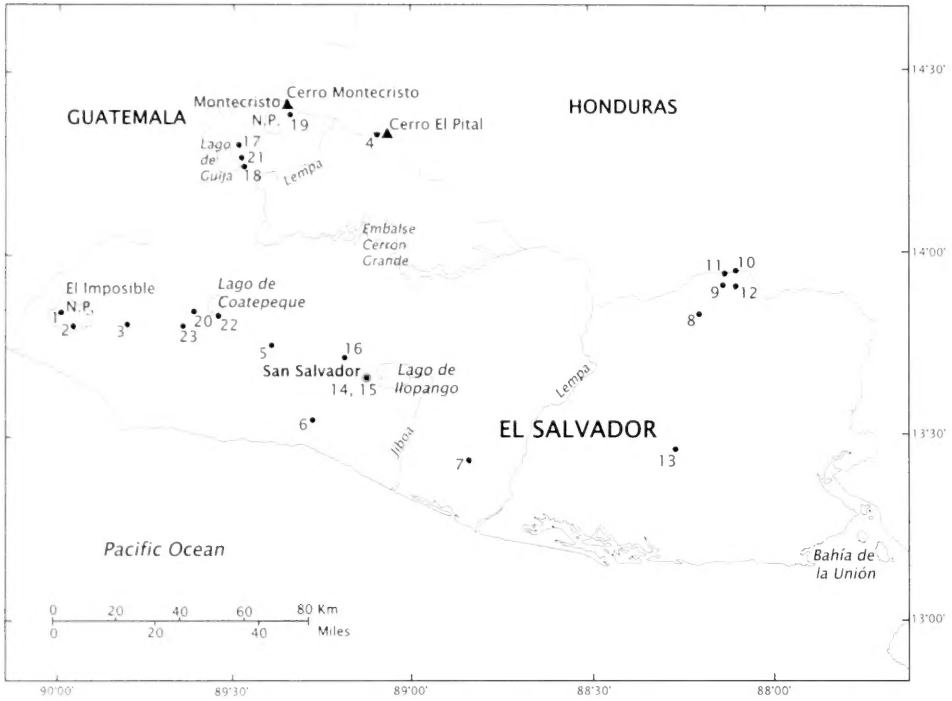 14°30'
Cerro Montecristo
Montecristo
N.P.
19
GUATEMALA
HONDURAS
4
Cerro El Pital
17
Lago
de
Guija
21
18
Lempa
Embalse
Cerron
Grande
14°00'
11
10
9
12
8
El Imposible
N.P.
1
2
3
Lago de
Coatepeque
20
22
23
5
16
San Salvador
14, 15
Lago de
Ilopango
Lempa
6
Jiboa
EL SALVADOR
7
13
13°30'
Pacific Ocean
Bahía de
la Unión
0 20 40 60 80 Km
0 20 40 Miles
13°00'
90°00' 89°30' 89°00' 88°30' 88°00'